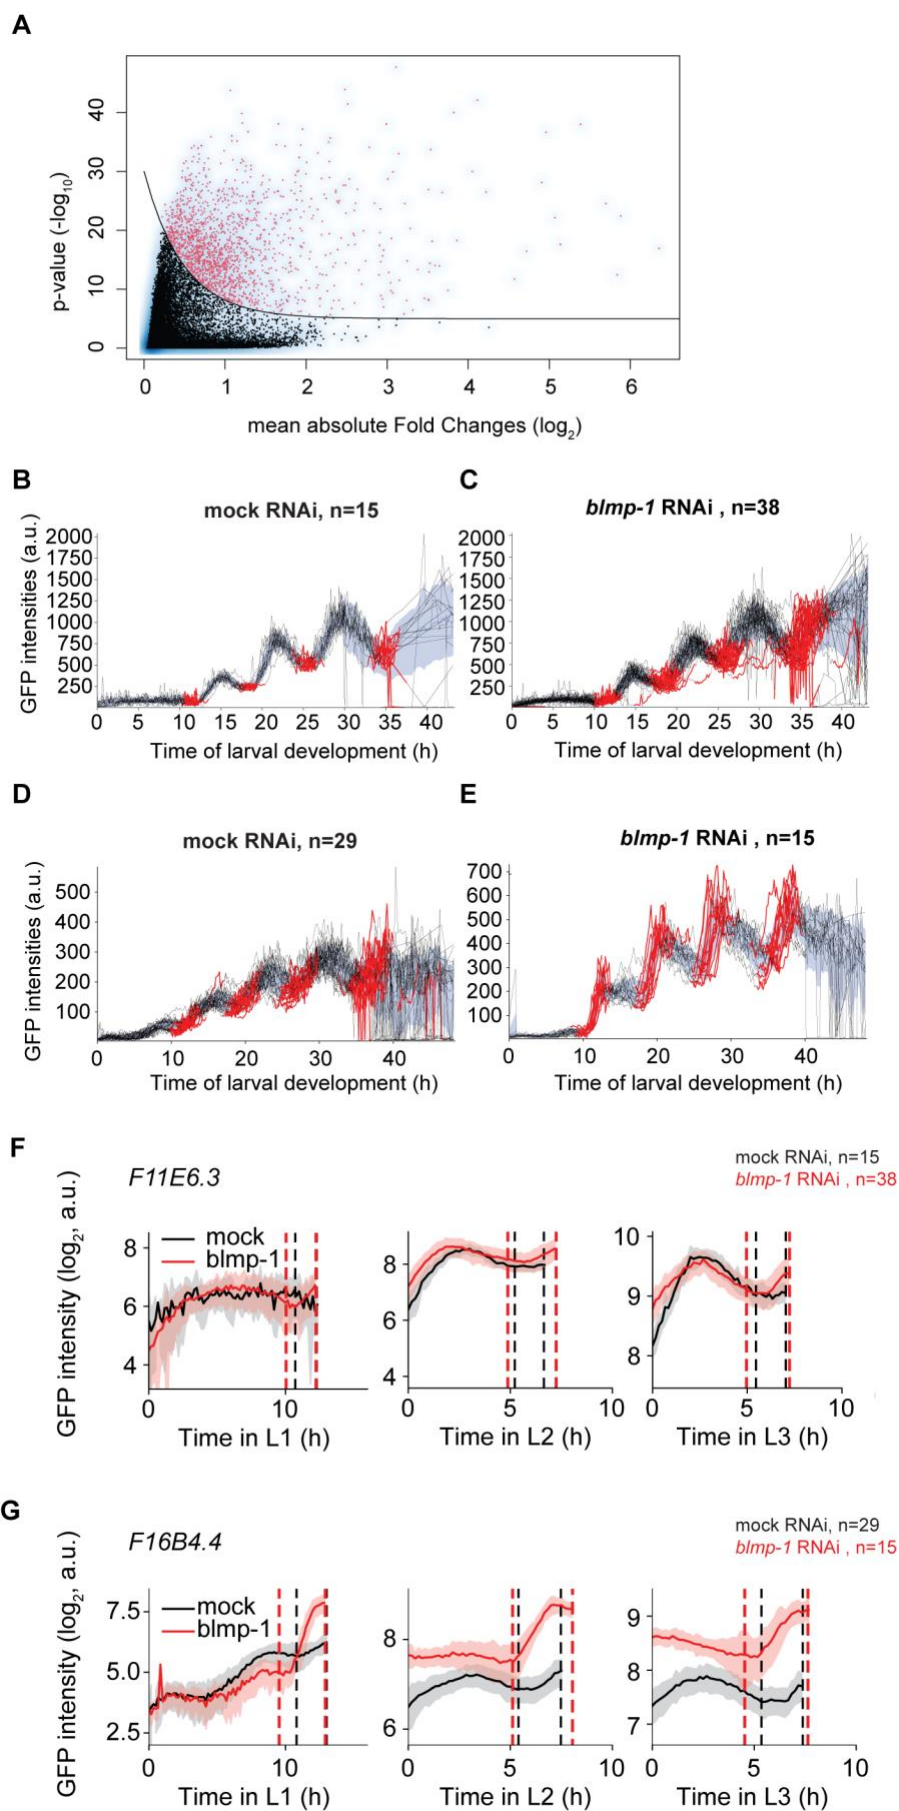 A
p-value (-log10)
0 10 20 30 40
0 1 2 3 4 5 6
mean absolute Fold Changes (log2)
B
mock RNAi, n=15
GFP intensities (a.u.)
2000
1750
1500
1250
1000
750
500
250
0 5 10 15 20 25 30 35 40
Time of larval development (h)
C
blmp-1 RNAi , n=38
2000
1750
1500
1250
1000
750
500
250
0 5 10 15 20 25 30 35 40
Time of larval development (h)
D
mock RNAi, n=29
GFP intensities (a.u.)
500
400
300
200
100
0 10 20 30 40
Time of larval development (h)
E
blmp-1 RNAi , n=15
700
600
500
400
300
200
100
0 10 20 30 40
Time of larval development (h)
F
F11E6.3
mock RNAi, n=15
blmp-1 RNAi , n=38
GFP intensity (log2, a.u.)
mock
blmp-1
8
6
4
0 10
Time in L1 (h)
8
6
4
0 5 10
Time in L2 (h)
10
9
8
0 5 10
Time in L3 (h)
G
F16B4.4
mock RNAi, n=29
blmp-1 RNAi, n=15
GFP intensity (log2, a.u.)
mock
blmp-1
7.5
5.0
2.5
0 10
Time in L1 (h)
8
6
0 5 10
Time in L2 (h)
9
8
7
0 5 10
Time in L3 (h)